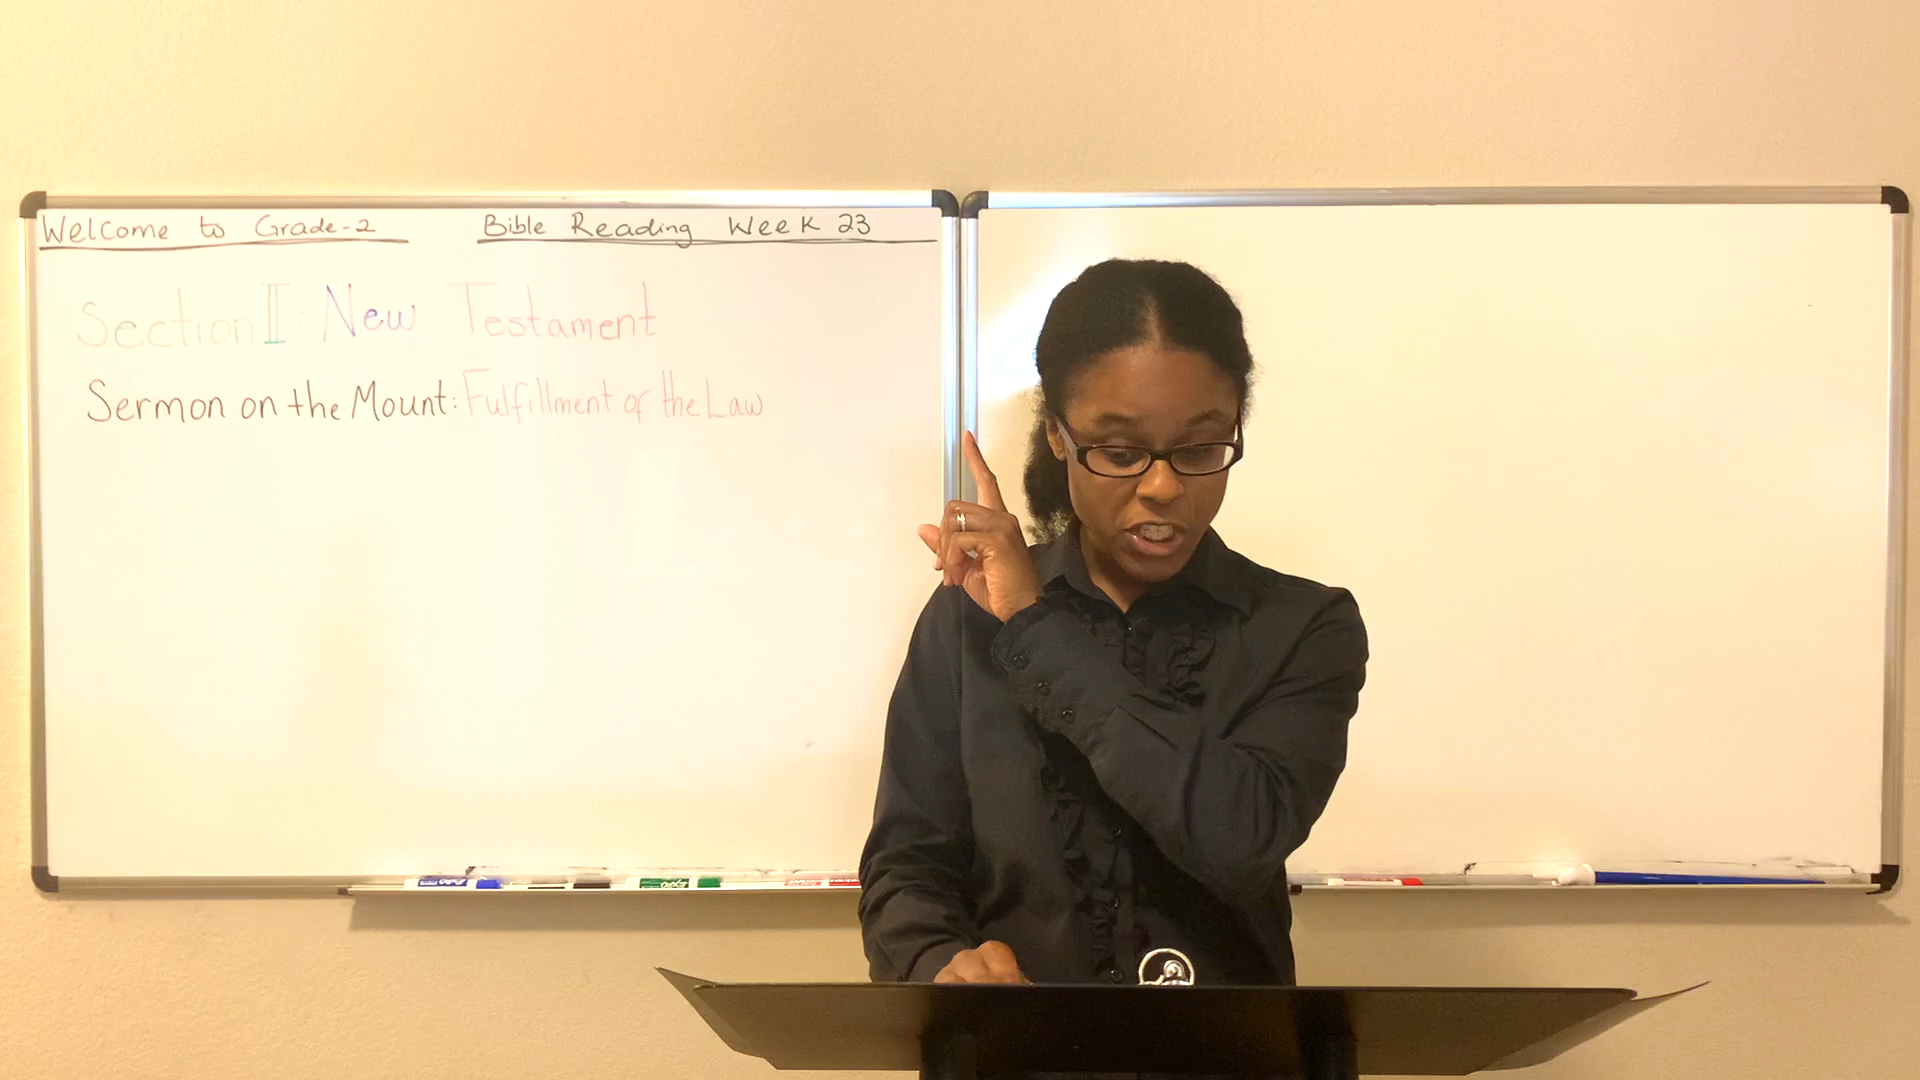 Welcome to Grade-2 Bible Reading Week 23
Section II: New Testament
Sermon on the Mount: Fulfillment of the Law